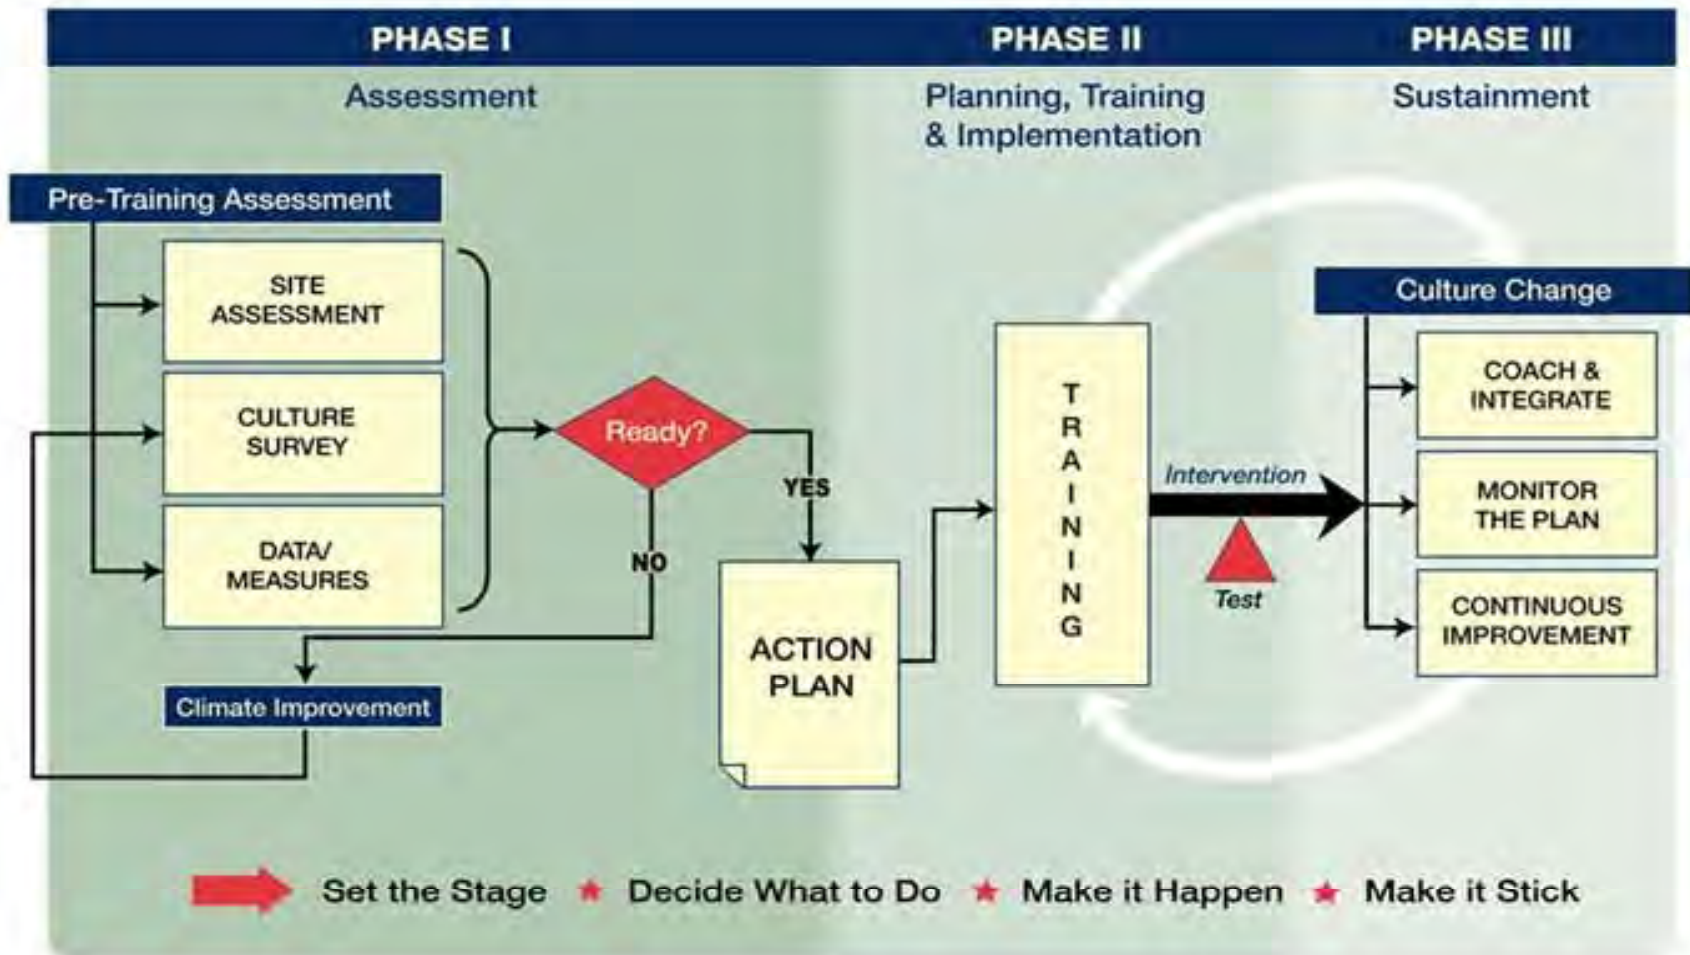 PHASE I
PHASE II
PHASE III
Assessment
Planning, Training
& Implementation
Sustainment
Pre-Training Assessment
SITE
ASSESSMENT
CULTURE
SURVEY
DATA/
MEASURES
Ready?
YES
NO
Climate Improvement
ACTION
PLAN
T
R
A
I
N
I
N
G
Intervention
Test
Culture Change
COACH &
INTEGRATE
MONITOR
THE PLAN
CONTINUOUS
IMPROVEMENT
Set the Stage ★ Decide What to Do ★ Make it Happen ★ Make it Stick